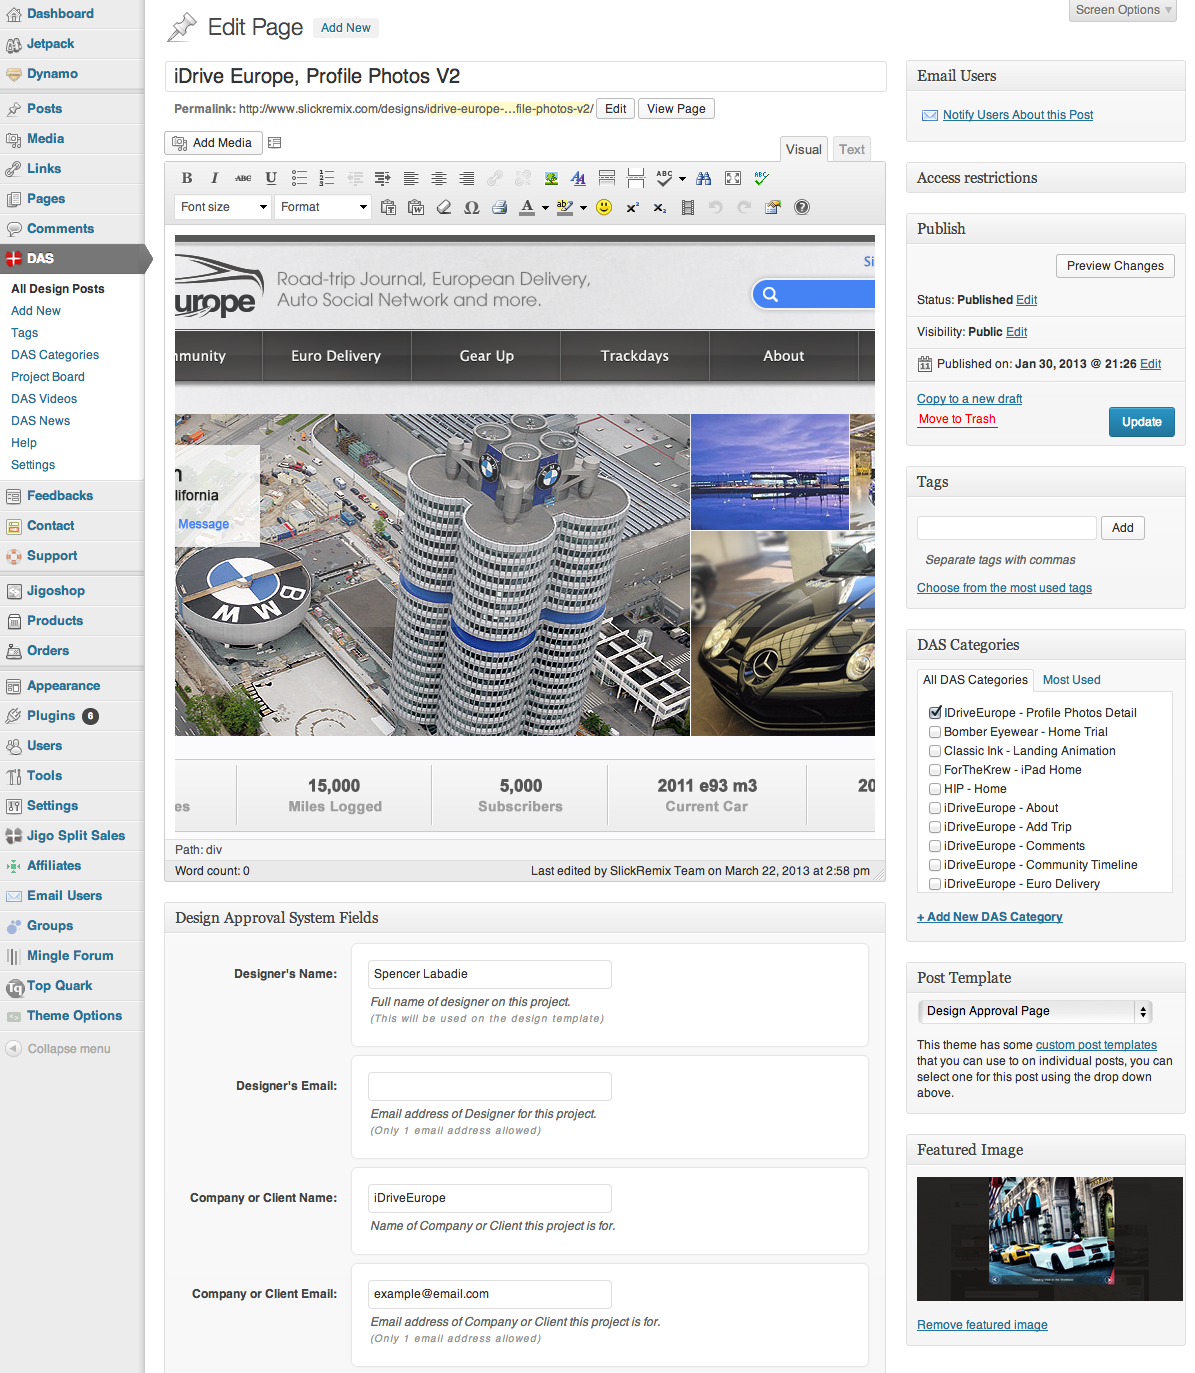 Dashboard
Jetpack
Dynamo
Posts
Media
Links
Pages
Comments
DAS
All Design Posts
Add New
Tags
DAS Categories
Project Board
DAS Videos
DAS News
Help
Settings
Feedbacks
Contact
Support
Jigoshop
Products
Orders
Appearance
Plugins 6
Users
Tools
Settings
Jigo Split Sales
Affiliates
Email Users
Groups
Mingle Forum
Top Quark
Theme Options
Collapse menu
Screen Options
Edit Page Add New
iDrive Europe, Profile Photos V2
Permalink: http://www.slickremix.com/designs/idrive-europe-...file-photos-v2/ Edit View Page
Add Media
Visual Text
B I ABC U ABC ABC
Font size Format
urope
Road-trip Journal, European Delivery,
Auto Social Network and more.
Si
mmunity Euro Delivery Gear Up Trackdays About
n
lifornia
Message
BMW
15,000 5,000 2011 e93 m3 20
es Miles Logged Subscribers Current Car
Path: div
Word count: 0 Last edited by SlickRemix Team on March 22, 2013 at 2:58 pm
Design Approval System Fields
Designer's Name: Spencer Labadie
Full name of designer on this project.
(This will be used on the design template)
Designer's Email:
Email address of Designer for this project.
(Only 1 email address allowed)
Company or Client Name: iDriveEurope
Name of Company or Client this project is for.
Company or Client Email: example@email.com
Email address of Company or Client this project is for.
(Only 1 email address allowed)
Email Users
Notify Users About this Post
Access restrictions
Publish
Preview Changes
Status: Published Edit
Visibility: Public Edit
Published on: Jan 30, 2013 @ 21:26 Edit
Copy to a new draft
Move to Trash
Update
Tags
Add
Separate tags with commas
Choose from the most used tags
DAS Categories
All DAS Categories Most Used
IDriveEurope - Profile Photos Detail
Bomber Eyewear - Home Trial
Classic Ink - Landing Animation
ForTheKrew - iPad Home
HIP - Home
iDriveEurope - About
iDriveEurope - Add Trip
iDriveEurope - Comments
iDriveEurope - Community Timeline
iDriveEurope - Euro Delivery
+ Add New DAS Category
Post Template
Design Approval Page
This theme has some custom post templates
that you can use to on individual posts, you can
select one for this post using the drop down
above.
Featured Image
Remove featured image